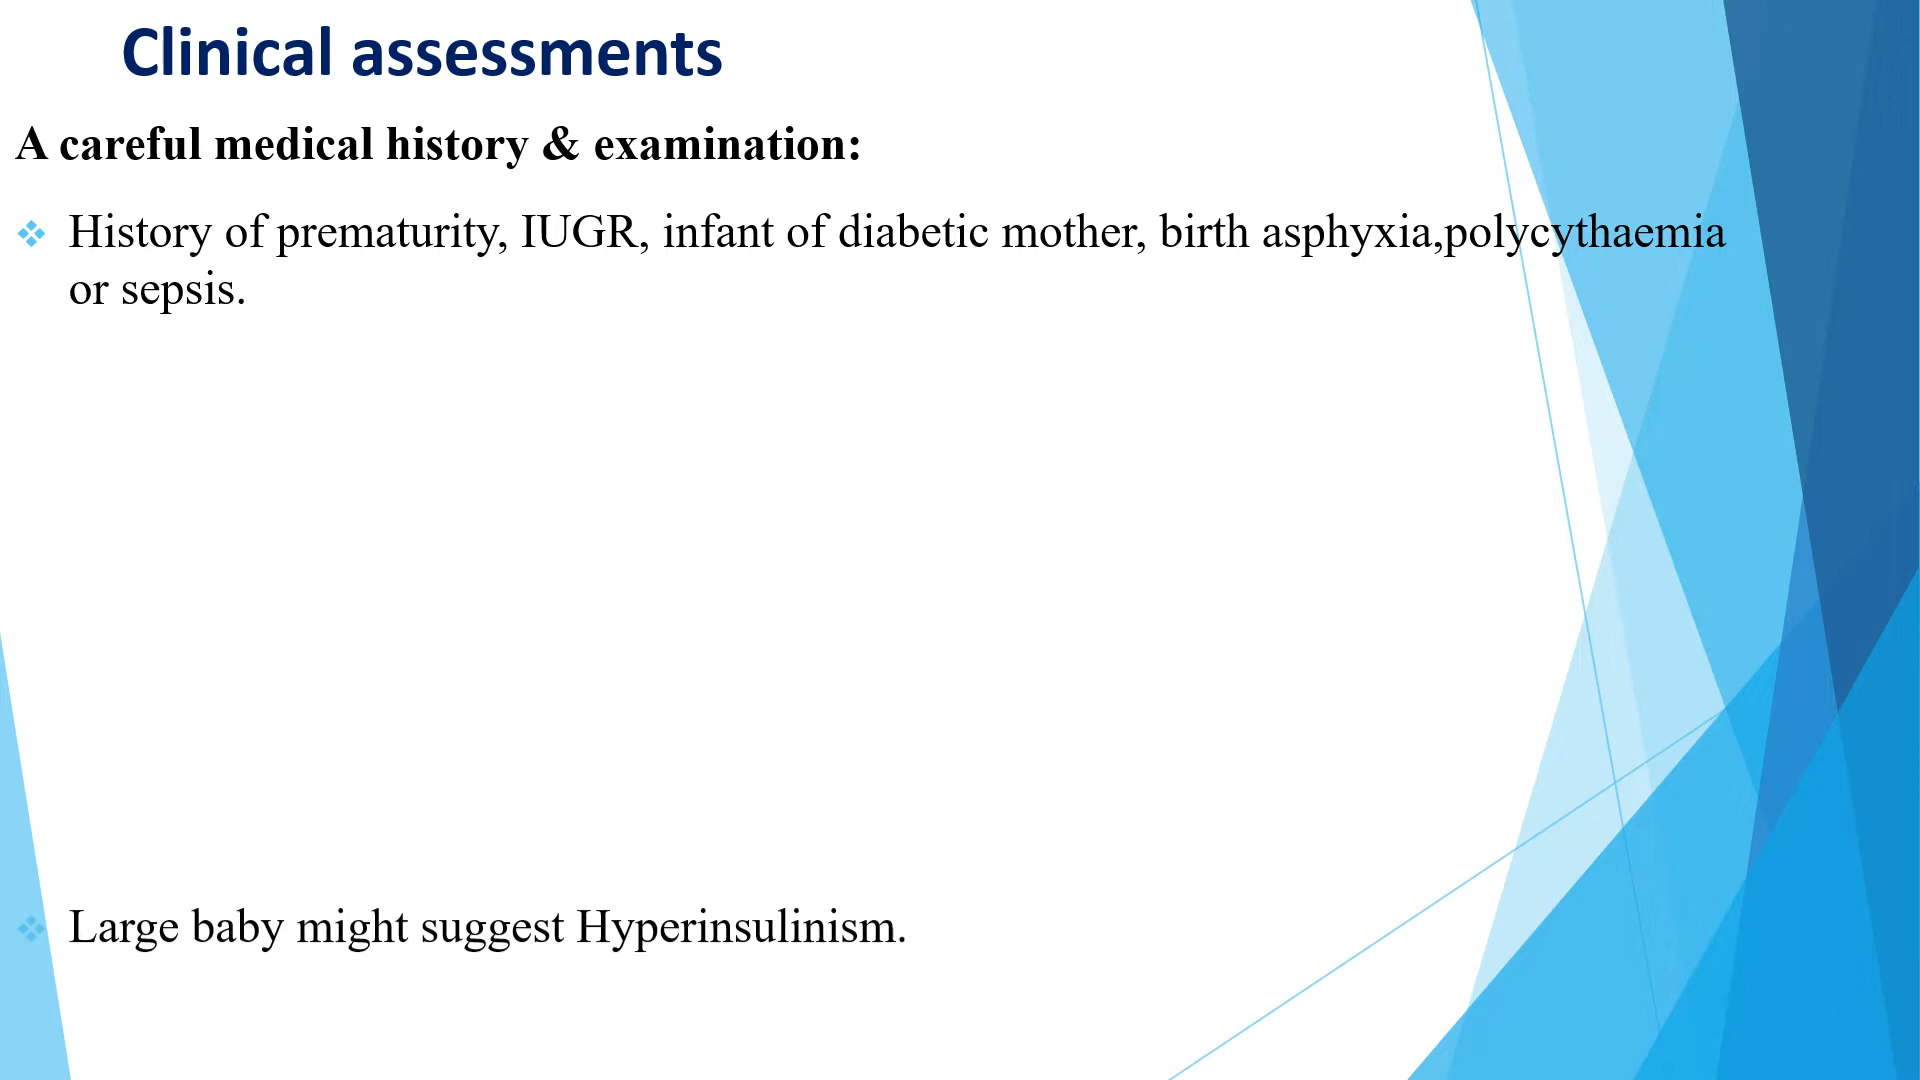 Clinical assessments
A careful medical history & examination:
History of prematurity, IUGR, infant of diabetic mother, birth asphyxia,polycythaemia
or sepsis.
Large baby might suggest Hyperinsulinism.